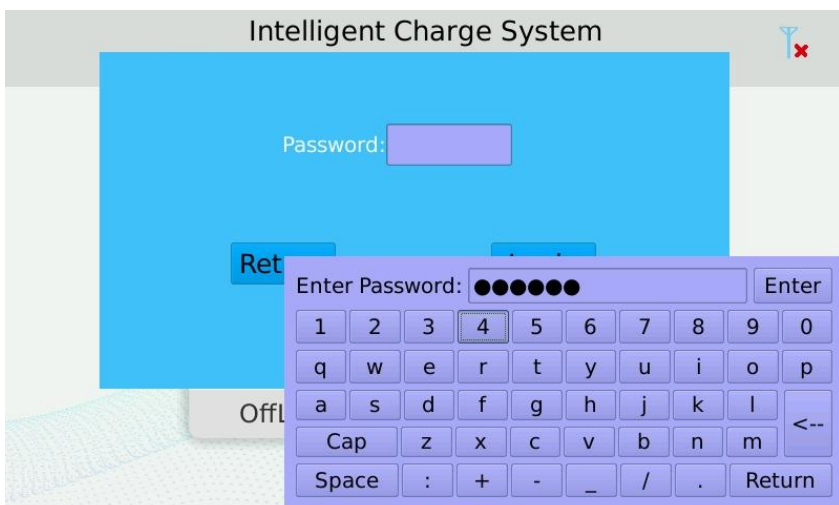 Intelligent Charge System
Password:
Ret
Enter Password: ●●●●●● Enter
1 2 3 4 5 6 7 8 9 0
q w e r t y u i o p
a s d f g h j k l
<--
OffL
Cap z x c v b n m
Space : + - _ / . Return